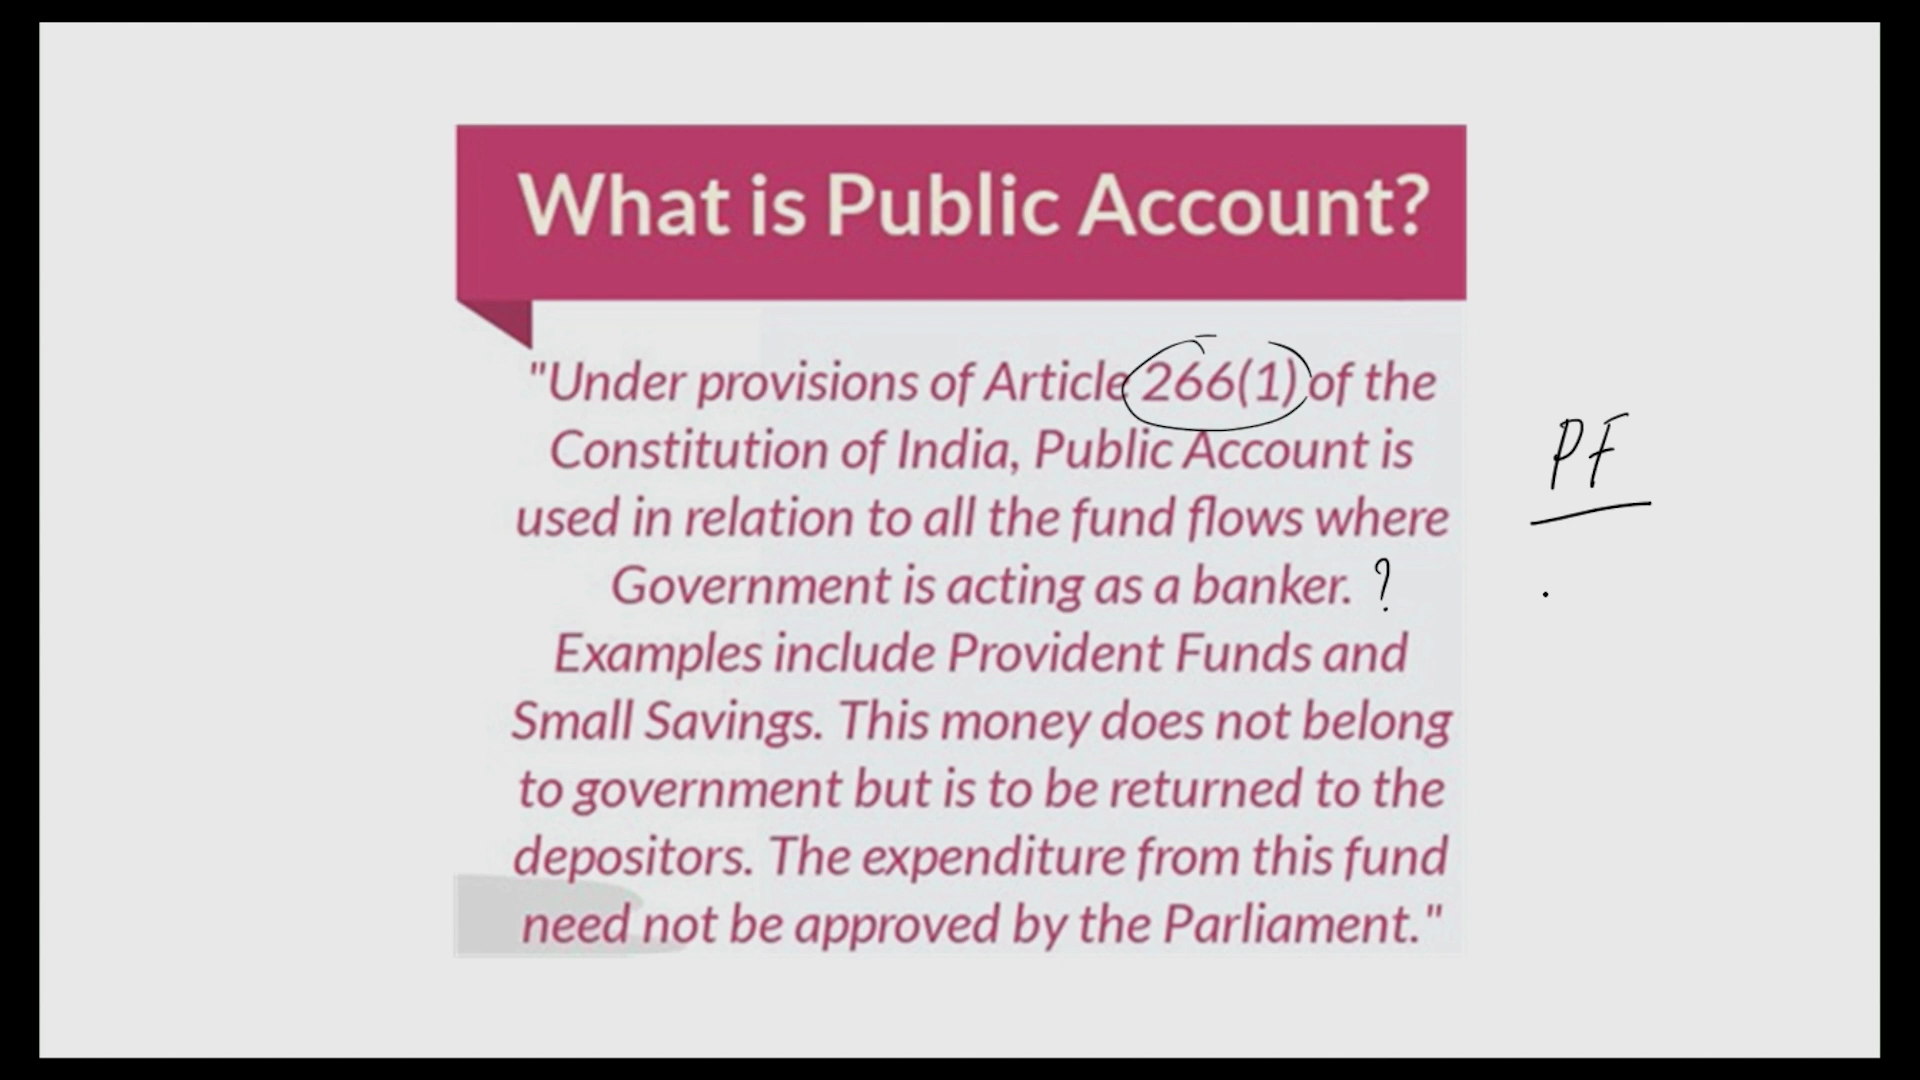 What is Public Account?
"Under provisions of Article 266(1) of the
Constitution of India, Public Account is
used in relation to all the fund flows where
Government is acting as a banker. ?
Examples include Provident Funds and
Small Savings. This money does not belong
to government but is to be returned to the
depositors. The expenditure from this fund
need not be approved by the Parliament."
PF